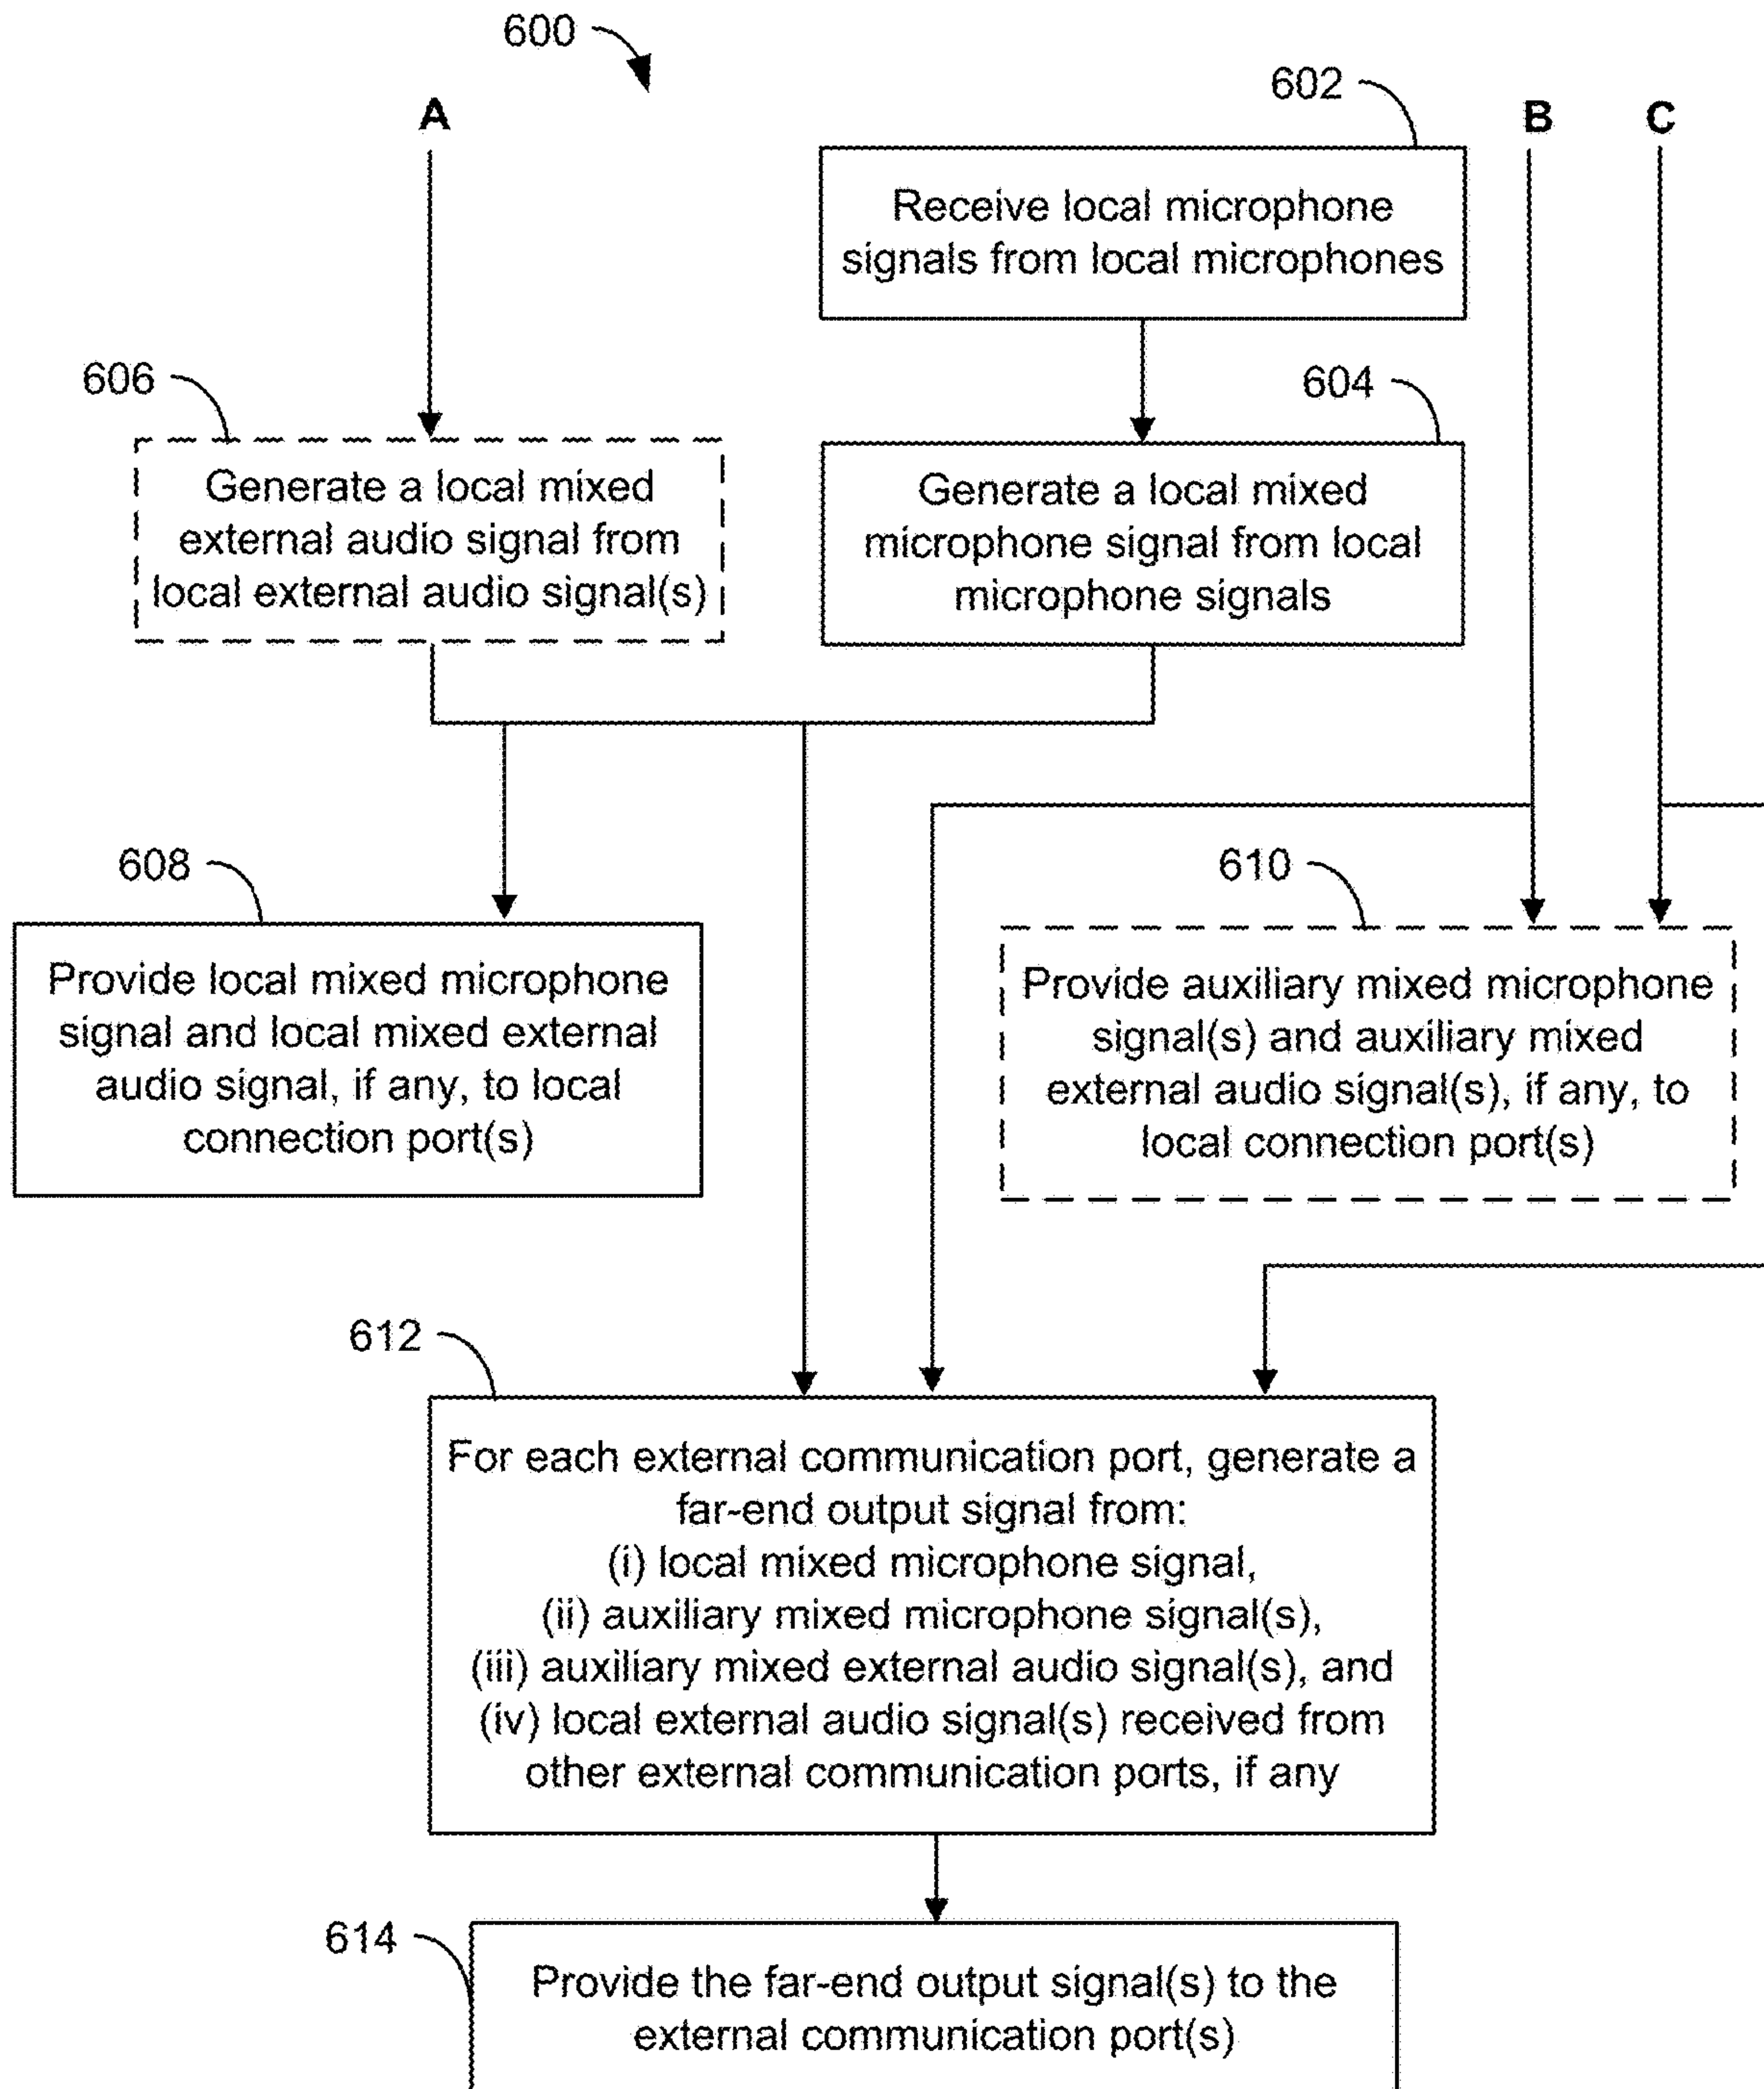 600
602
A
B
C
Receive local microphone
signals from local microphones
606
604
Generate a local mixed
external audio signal from
local external audio signal(s)
Generate a local mixed
microphone signal from local
microphone signals
608
610
Provide local mixed microphone
signal and local mixed external
audio signal, if any, to local
connection port(s)
Provide auxiliary mixed microphone
signal(s) and auxiliary mixed
external audio signal(s), if any, to
local connection port(s)
612
For each external communication port, generate a
far-end output signal from:
(i) local mixed microphone signal,
(ii) auxiliary mixed microphone signal(s),
(iii) auxiliary mixed external audio signal(s), and
(iv) local external audio signal(s) received from
other external communication ports, if any
614
Provide the far-end output signal(s) to the
external communication port(s)